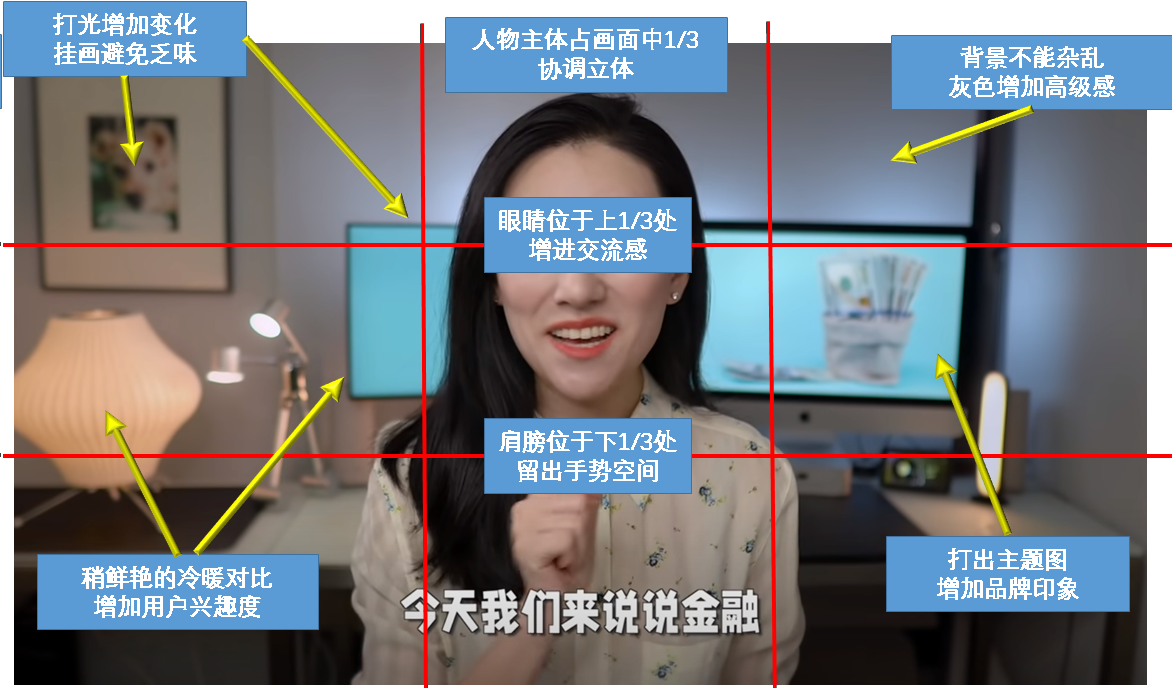 打光增加变化
挂画避免乏味
人物主体占画面中1/3
协调立体
背景不能杂乱
灰色增加高级感
眼睛位于上1/3处
增进交流感
肩膀位于下1/3处
留出手势空间
稍鲜艳的冷暖对比
增加用户兴趣度
打出主题图
增加品牌印象
今天我们来说说金融